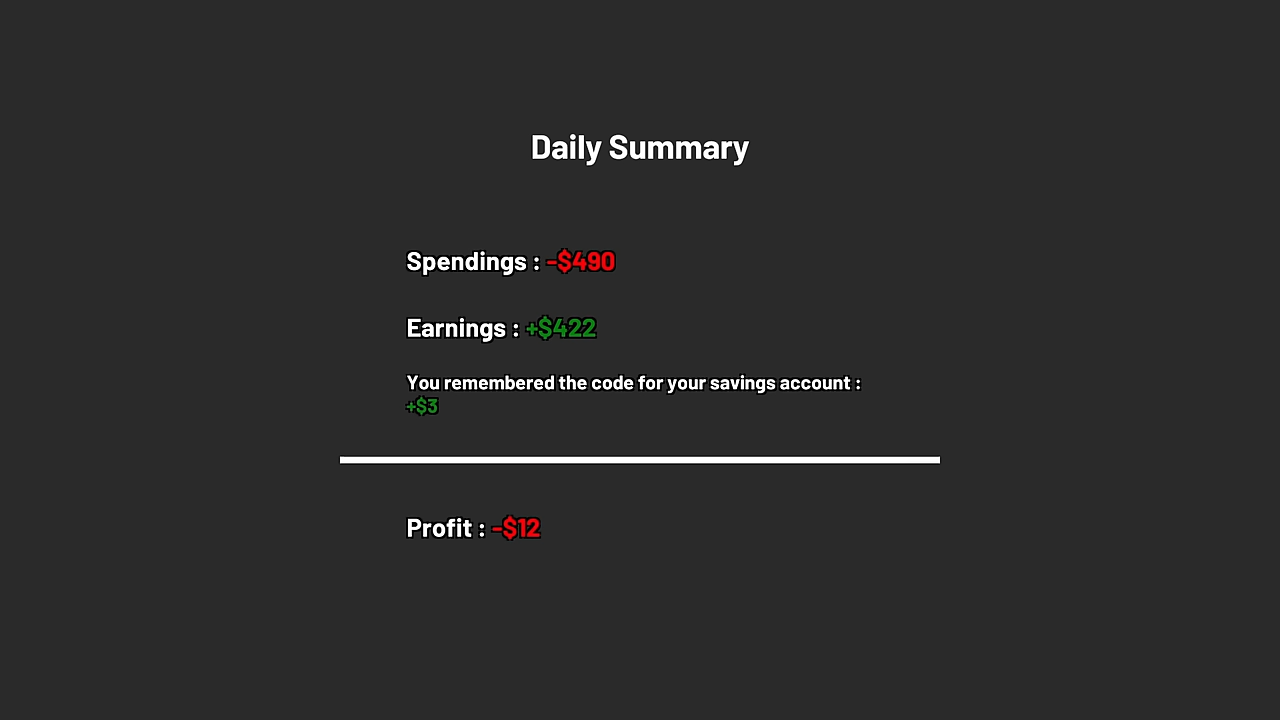 Daily Summary
Spendings : -$490
Earnings : +$422
You remembered the code for your savings account :
+$3
Profit : -$12